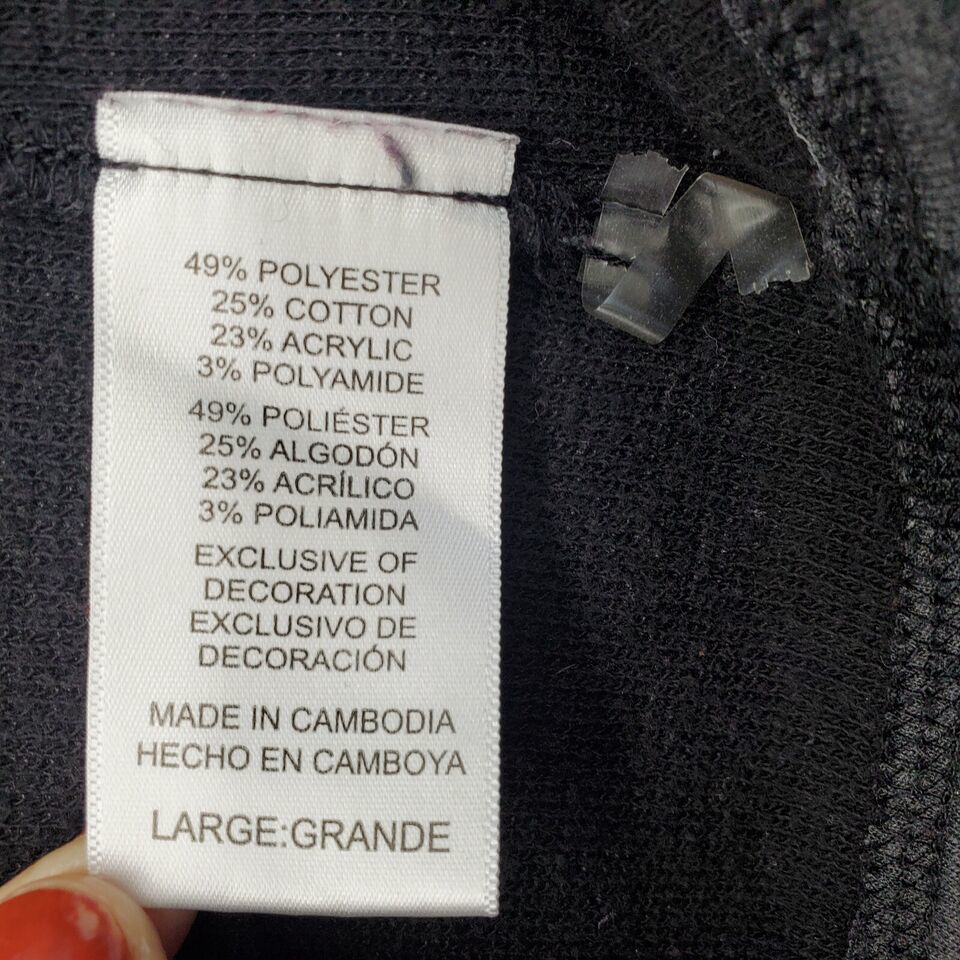 49% POLYESTER
25% COTTON
23% ACRYLIC
3% POLYAMIDE
49% POLIÉSTER
25% ALGODÓN
23% ACRÍLICO
3% POLIAMIDA
EXCLUSIVE OF
DECORATION
EXCLUSIVO DE
DECORACIÓN
MADE IN CAMBODIA
HECHO EN CAMBOYA
LARGE:GRANDE